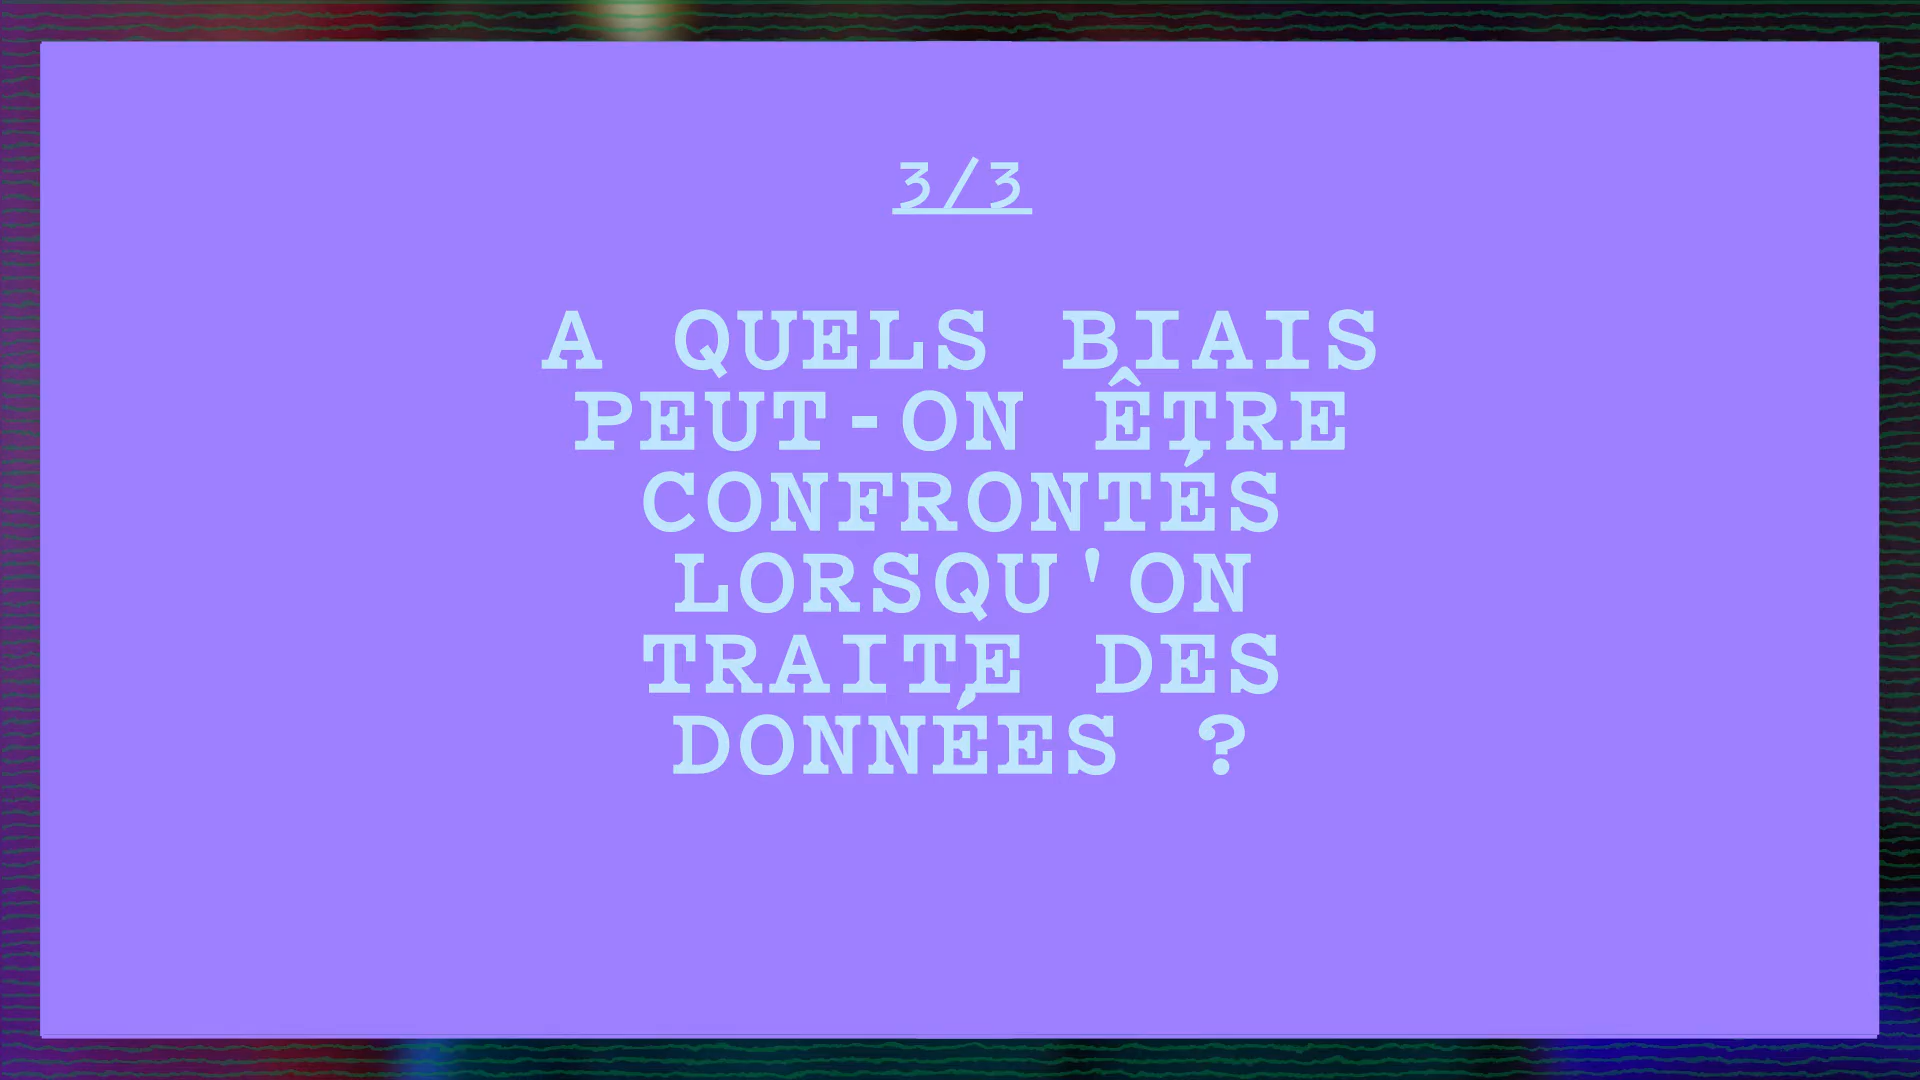 3/3
A QUELS BIAIS
PEUT-ON ÊTRE
CONFRONTÉS
LORSQU'ON
TRAITE DES
DONNÉES ?